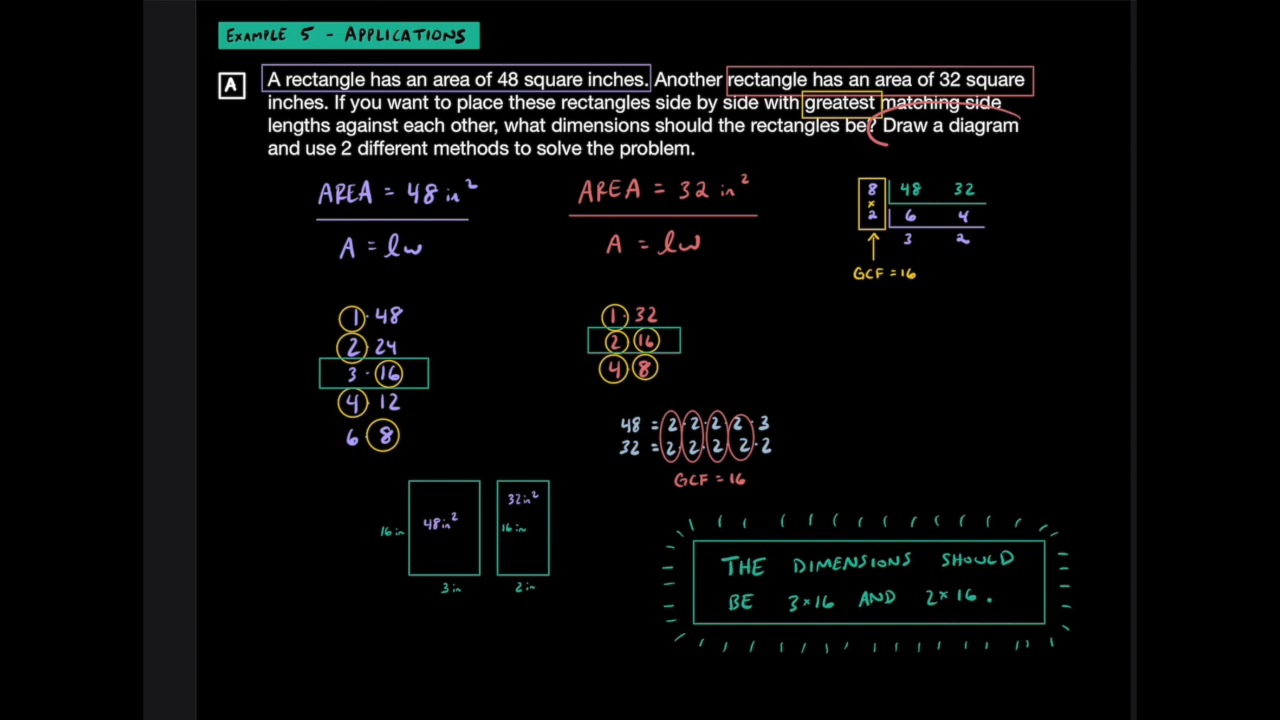 EXAMPLE 5 - APPLICATIONS
A
A rectangle has an area of 48 square inches. Another rectangle has an area of 32 square
inches. If you want to place these rectangles side by side with greatest matching side
lengths against each other, what dimensions should the rectangles be? Draw a diagram
and use 2 different methods to solve the problem.
AREA = 48 in²
A = lw
1 · 48
2 · 24
3 · 16
4 · 12
6 · 8
AREA = 32 in²
A = lw
1 · 32
2 · 16
4 · 8
8 48 32
×
2 6 4
3 2
GCF = 16
48 = 2 · 2 · 2 · 2 · 3
32 = 2 · 2 · 2 · 2 · 2
GCF = 16
16 in
48 in²
3 in
32 in²
16 in
2 in
THE DIMENSIONS SHOULD
BE 3 × 16 AND 2 × 16.